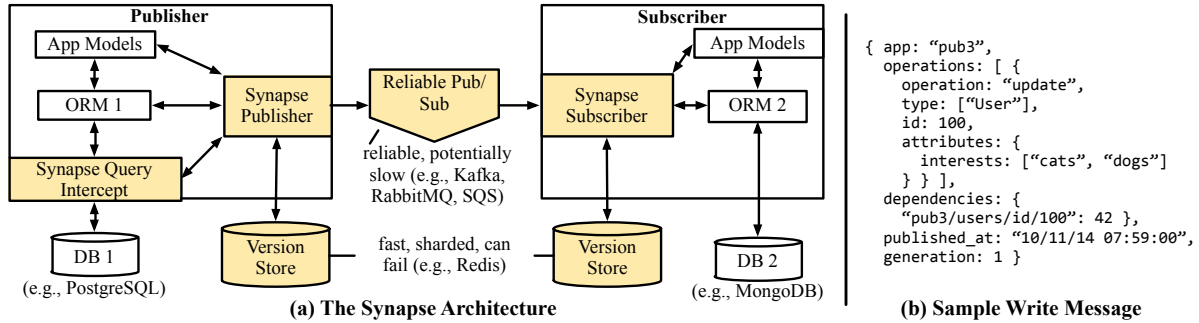 Publisher
App Models
ORM 1
Synapse Query
Intercept
DB 1
(e.g., PostgreSQL)
Synapse
Publisher
Version
Store
Reliable Pub/
Sub
reliable, potentially
slow (e.g., Kafka,
RabbitMQ, SQS)
fast, sharded, can
fail (e.g., Redis)
Subscriber
App Models
Synapse
Subscriber
ORM 2
Version
Store
DB 2
(e.g., MongoDB)
(a) The Synapse Architecture
{ app: “pub3”,
operations: [ {
operation: “update”,
type: [“User”],
id: 100,
attributes: {
interests: [“cats”, “dogs”]
} } ],
dependencies: {
“pub3/users/id/100”: 42 },
published_at: “10/11/14 07:59:00”,
generation: 1 }
(b) Sample Write Message